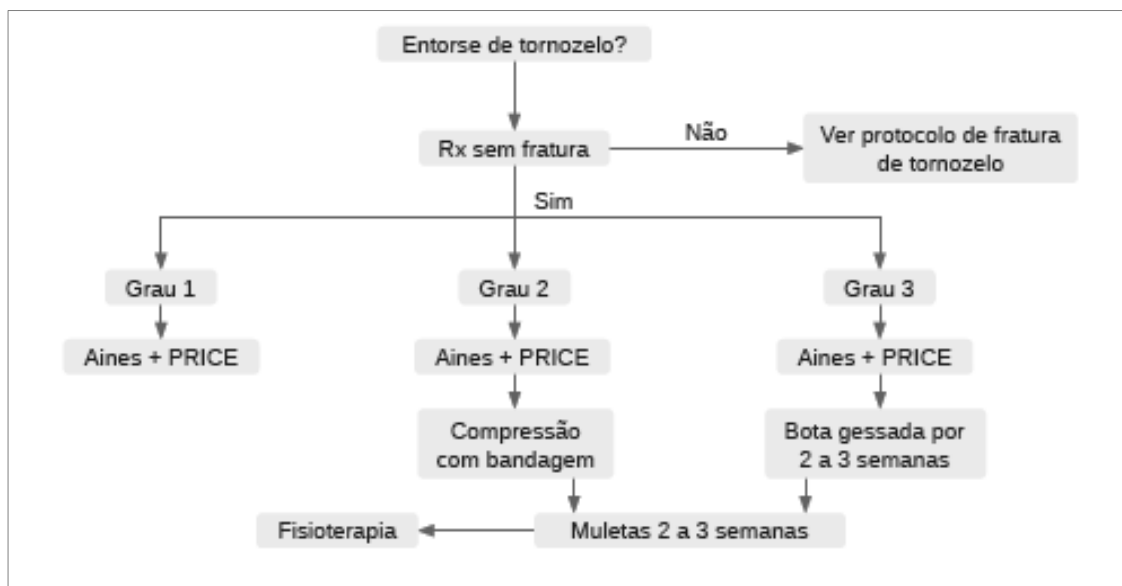 Entorse de tornozelo?
Rx sem fratura
Não
Ver protocolo de fratura
de tornozelo
Sim
Grau 1
Grau 2
Grau 3
Aines + PRICE
Aines + PRICE
Aines + PRICE
Compressão
com bandagem
Bota gessada por
2 a 3 semanas
Fisioterapia
Muletas 2 a 3 semanas